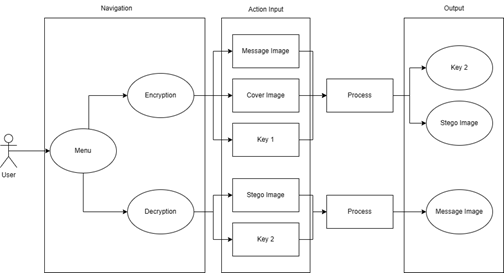 Navigation
Action Input
Output
Message Image
Key 2
Encryption
Cover Image
Process
Stego Image
Key 1
Menu
User
Stego Image
Decryption
Process
Message Image
Key 2